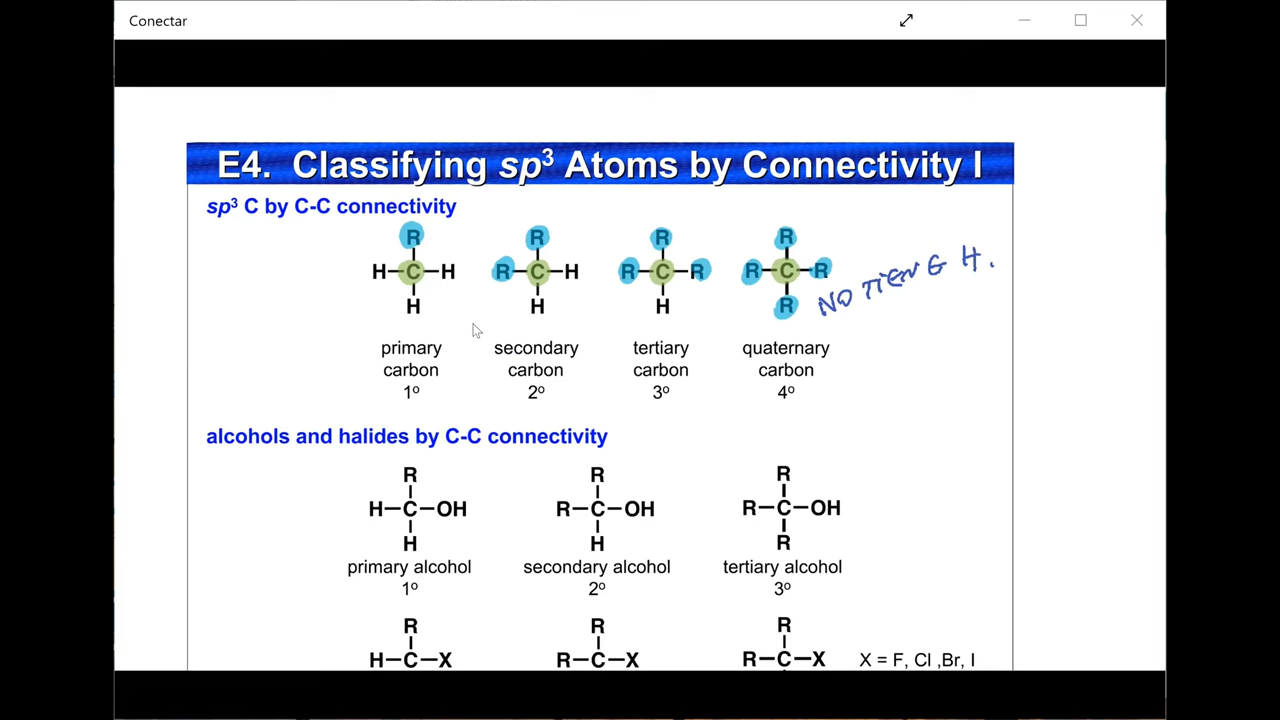 Conectar
E4. Classifying sp3 Atoms by Connectivity I
sp3 C by C-C connectivity
R R R R
H–C–H R–C–H R–C–R R–C–R
H H H R
NO TIENE H.
primary secondary tertiary quaternary
carbon carbon carbon carbon
1º 2º 3º 4º
alcohols and halides by C-C connectivity
R R R
H–C–OH R–C–OH R–C–OH
H H R
primary alcohol secondary alcohol tertiary alcohol
1º 2º 3º
R R R
H–C–X R–C–X R–C–X X = F, Cl ,Br, I